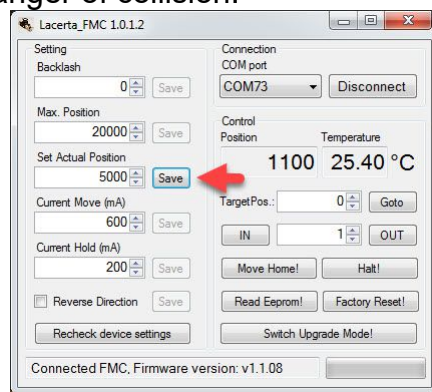 anger of collision.
Lacerta_FMC 1.0.1.2
Setting
Backlash
0 Save
Max. Position
20000 Save
Set Actual Position
5000 Save
Current Move (mA)
600 Save
Current Hold (mA)
200 Save
Reverse Direction Save
Recheck device settings
Connection
COM port
COM73 Disconnect
Control
Position Temperature
1100 25.40 °C
TargetPos.: 0 Goto
IN 1 OUT
Move Home! Halt!
Read Eeprom! Factory Reset!
Switch Upgrade Mode!
Connected FMC, Firmware version: v1.1.08